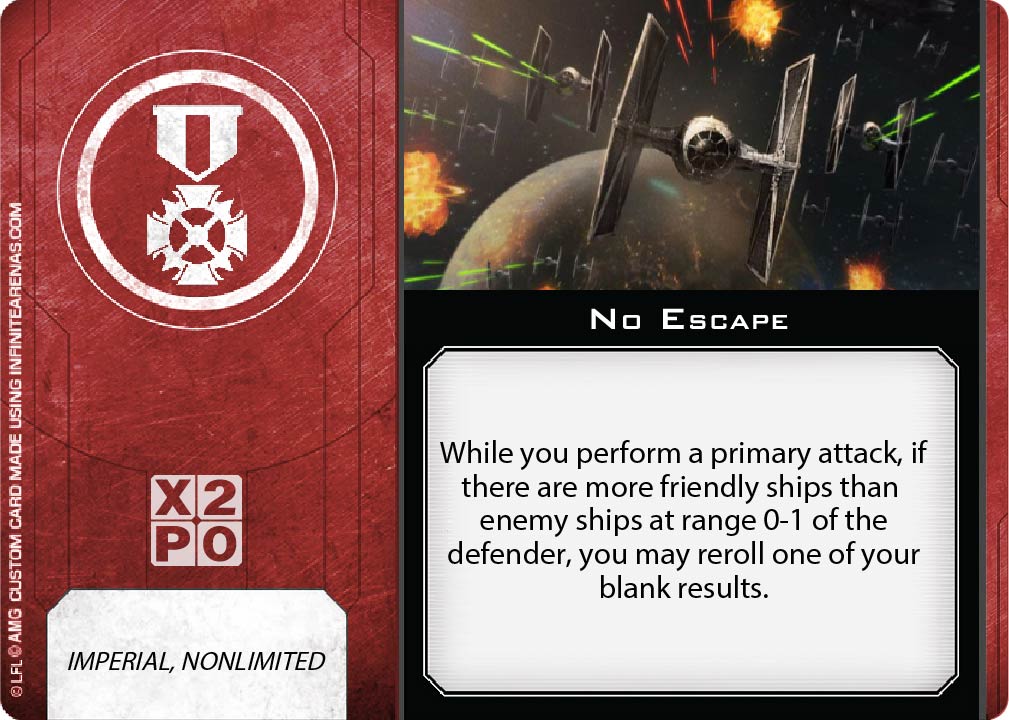 No Escape
While you perform a primary attack, if
there are more friendly ships than
enemy ships at range 0-1 of the
defender, you may reroll one of your
blank results.
X2
PO
IMPERIAL, NONLIMITED
©LFL ©AMG CUSTOM CARD MADE USING INFINITEARENAS.COM